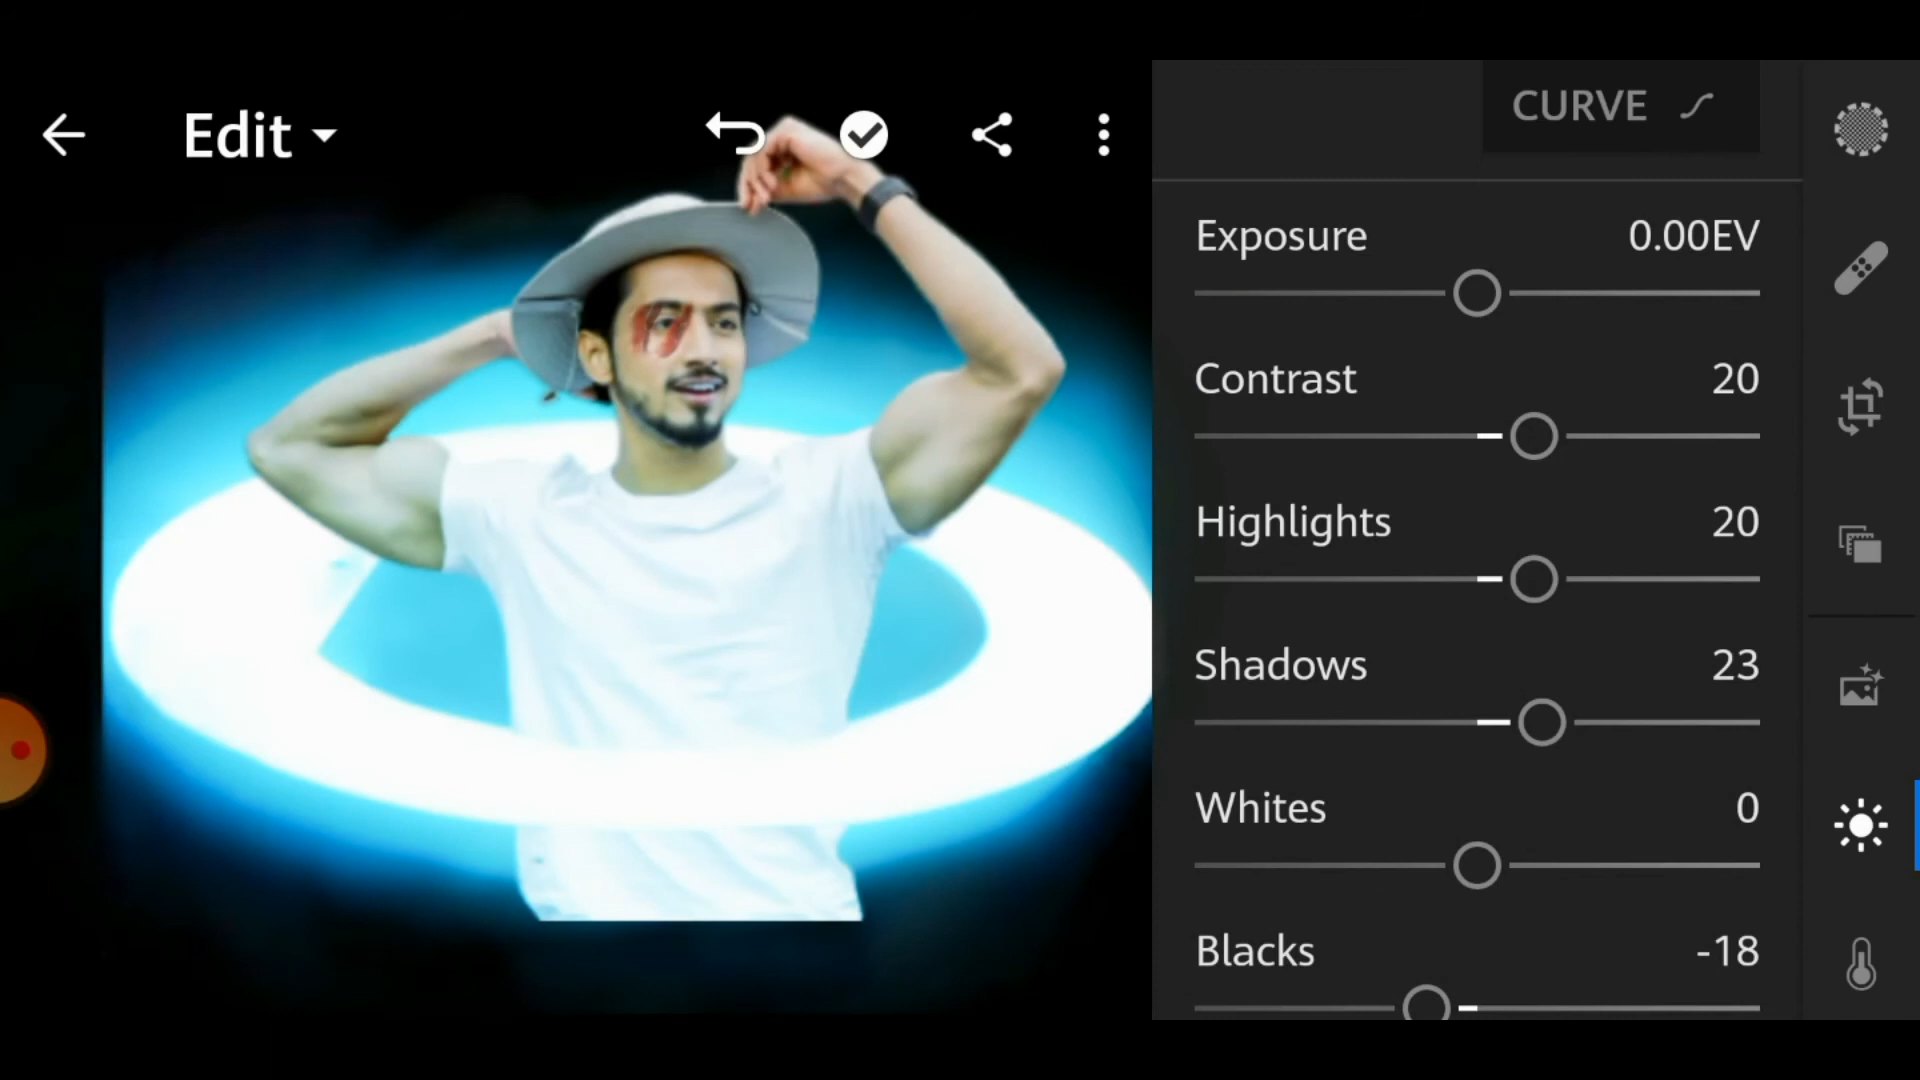 Edit
CURVE
Exposure 0.00EV
Contrast 20
Highlights 20
Shadows 23
Whites 0
Blacks -18